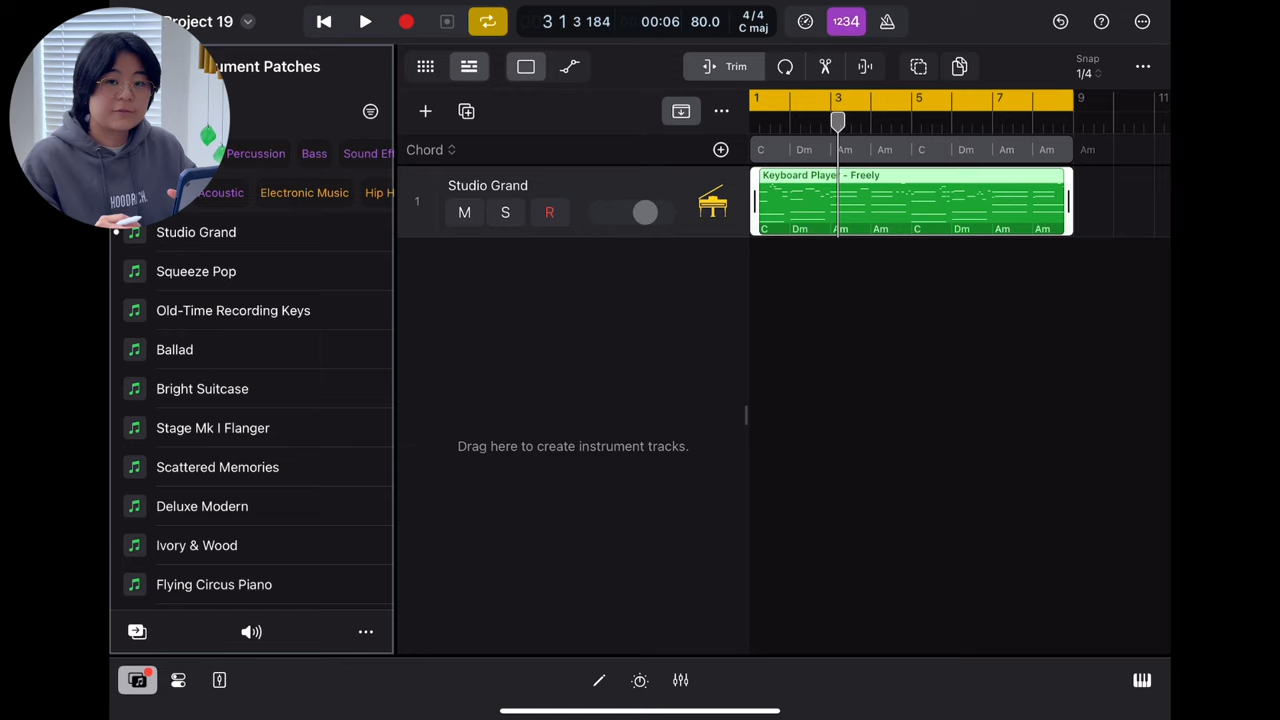 Project 19
3 1 3 184 00:06 80.0 4/4 C maj
1234
ument Patches
Trim
Snap
1/4
Percussion Bass Sound Ef
Acoustic Electronic Music Hip H
1 3 5 7 9 11
Chord
C Dm Am Am C Dm Am Am Am
1
Studio Grand
M S R
Keyboard Player - Freely
C Dm Am Am C Dm Am Am
Studio Grand
Squeeze Pop
Old-Time Recording Keys
Ballad
Bright Suitcase
Stage Mk I Flanger
Scattered Memories
Deluxe Modern
Ivory & Wood
Flying Circus Piano
Drag here to create instrument tracks.